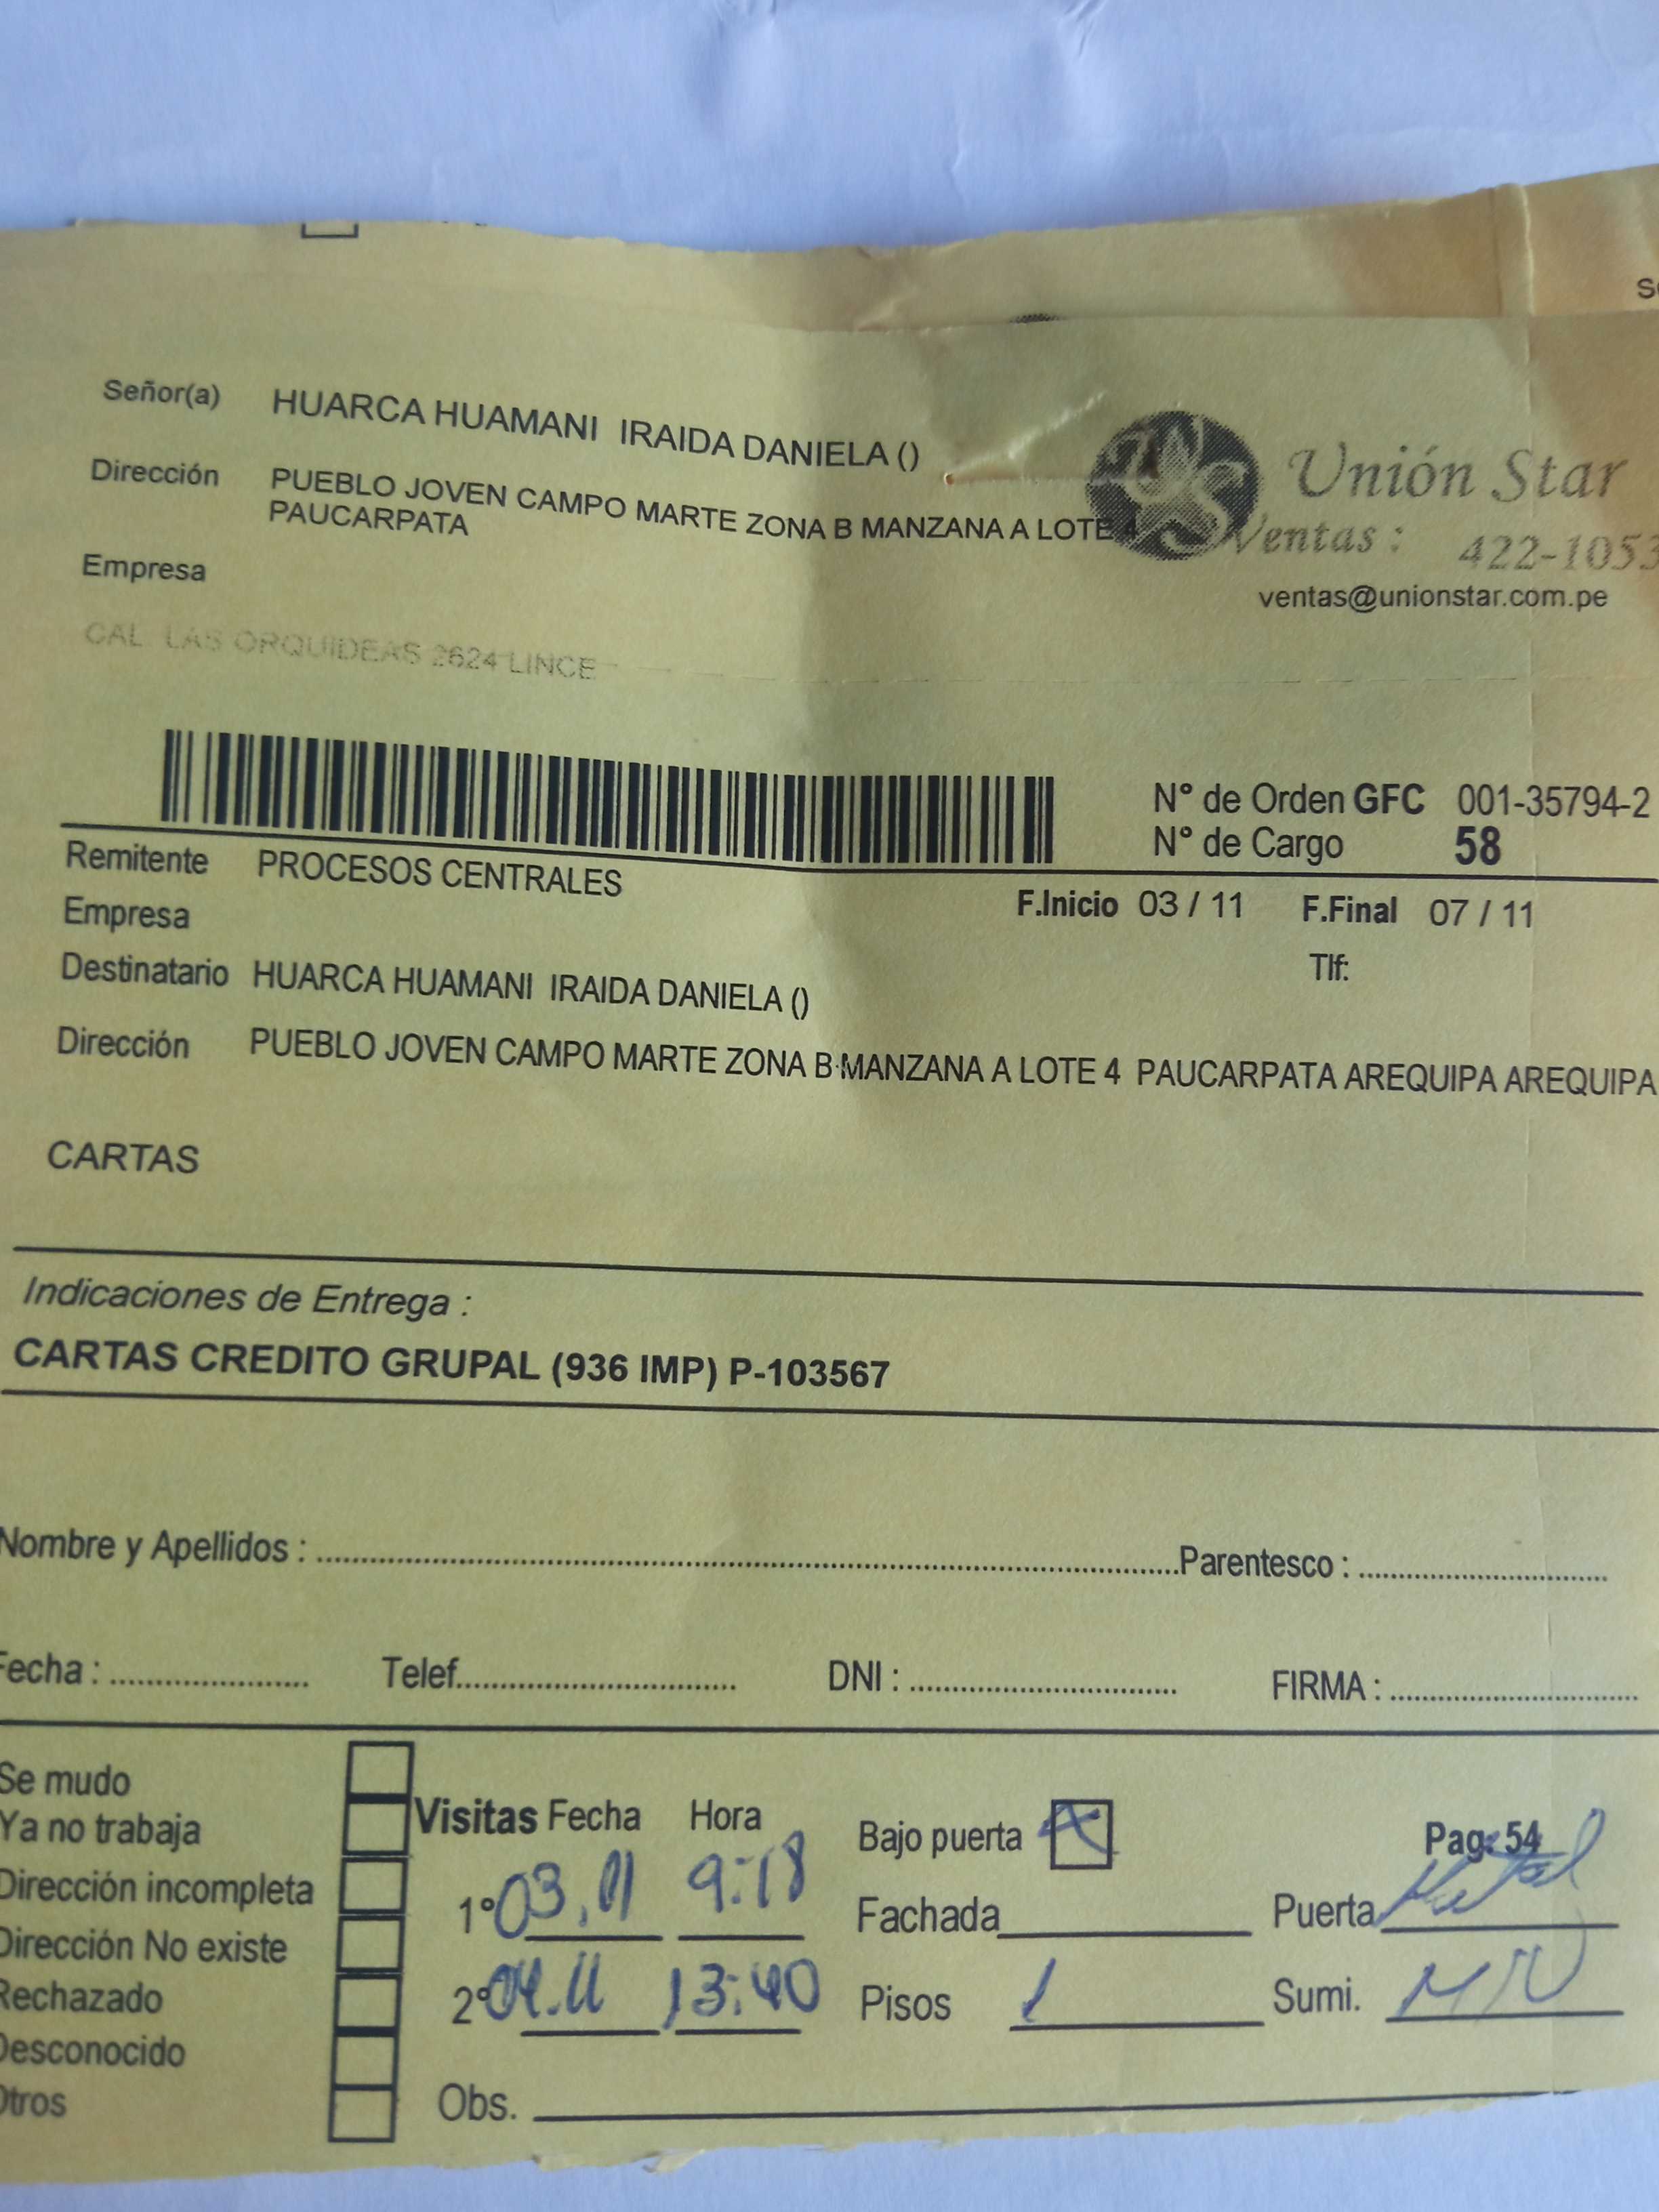 Señor(a) HUARCA HUAMANI IRAIDA DANIELA ()
Dirección PUEBLO JOVEN CAMPO MARTE ZONA B MANZANA A LOTE 4
PAUCARPATA
Empresa
Unión Star
Ventas : 422-1053
ventas@unionstar.com.pe
CAL LAS ORQUIDEAS 2624 LINCE
N° de Orden GFC 001-35794-2
N° de Cargo 58
Remitente PROCESOS CENTRALES
Empresa
F.Inicio 03 / 11 F.Final 07 / 11
Tlf:
Destinatario HUARCA HUAMANI IRAIDA DANIELA ()
Dirección PUEBLO JOVEN CAMPO MARTE ZONA B MANZANA A LOTE 4 PAUCARPATA AREQUIPA AREQUIPA
CARTAS
Indicaciones de Entrega :
CARTAS CREDITO GRUPAL (936 IMP) P-103567
Nombre y Apellidos : Parentesco :
Fecha : Telef. DNI : FIRMA :
Se mudo
Ya no trabaja
Dirección incompleta
Dirección No existe
Rechazado
Desconocido
Otros
Visitas Fecha Hora
1° 03.11 9:18
2° 04.11 13:40
Bajo puerta X
Fachada
Pisos 1
Pag: 54
Puerta Metal
Sumi.
Obs.